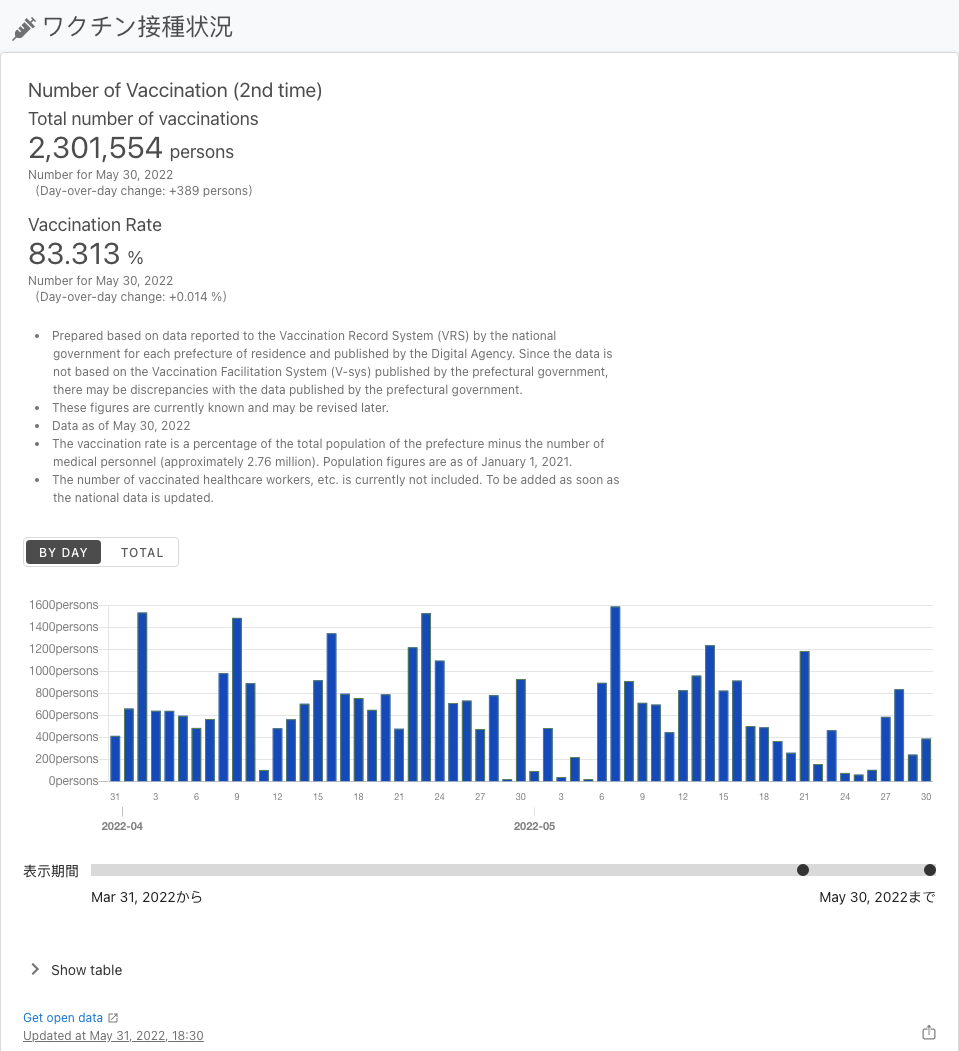 ワクチン接種状況
Number of Vaccination (2nd time)
Total number of vaccinations
2,301,554 persons
Number for May 30, 2022
(Day-over-day change: +389 persons)
Vaccination Rate
83.313 %
Number for May 30, 2022
(Day-over-day change: +0.014 %)
• Prepared based on data reported to the Vaccination Record System (VRS) by the national
government for each prefecture of residence and published by the Digital Agency. Since the data is
not based on the Vaccination Facilitation System (V-sys) published by the prefectural government,
there may be discrepancies with the data published by the prefectural government.
• These figures are currently known and may be revised later.
• Data as of May 30, 2022
• The vaccination rate is a percentage of the total population of the prefecture minus the number of
medical personnel (approximately 2.76 million). Population figures are as of January 1, 2021.
• The number of vaccinated healthcare workers, etc. is currently not included. To be added as soon as
the national data is updated.
BY DAY TOTAL
1600persons
1400persons
1200persons
1000persons
800persons
600persons
400persons
200persons
0persons
31 3 6 9 12 15 18 21 24 27 30 3 6 9 12 15 18 21 24 27 30
2022-04 2022-05
表示期間
Mar 31, 2022から May 30, 2022まで
Show table
Get open data
Updated at May 31, 2022, 18:30